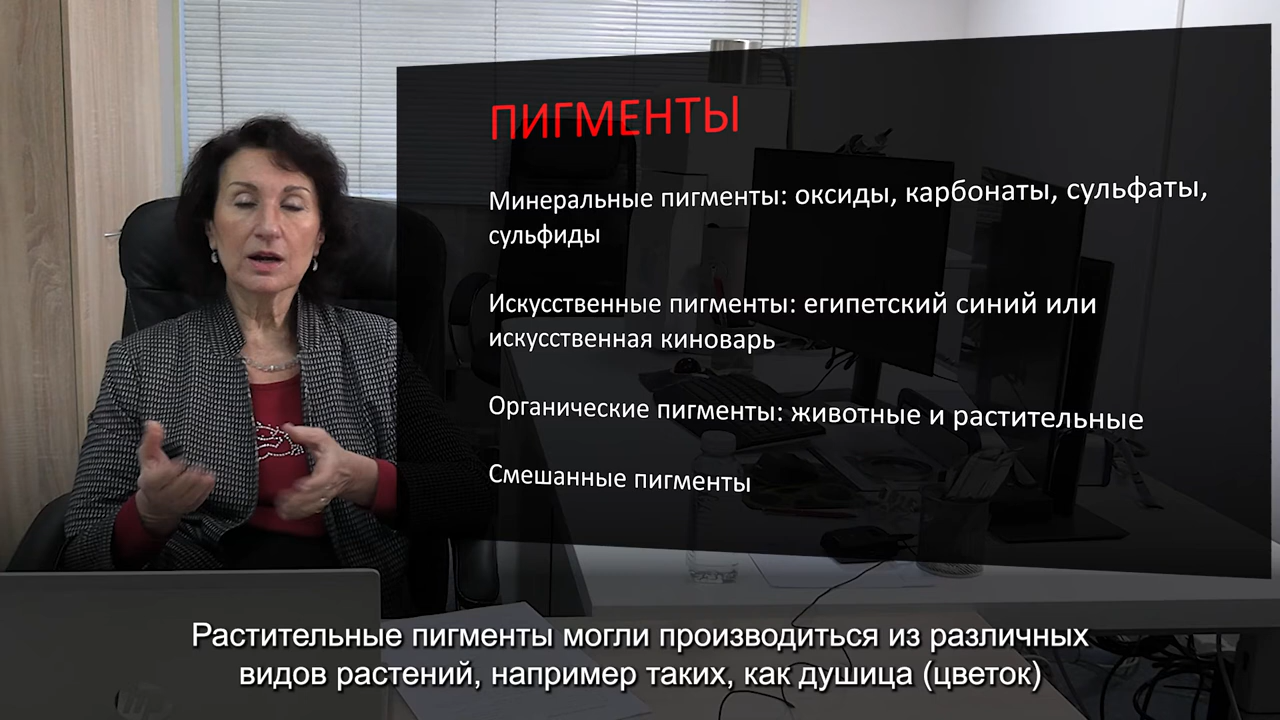 ПИГМЕНТЫ
Минеральные пигменты: оксиды, карбонаты, сульфаты,
сульфиды
Искусственные пигменты: египетский синий или
искусственная киноварь
Органические пигменты: животные и растительные
Смешанные пигменты
Растительные пигменты могли производиться из различных
видов растений, например таких, как душица (цветок)